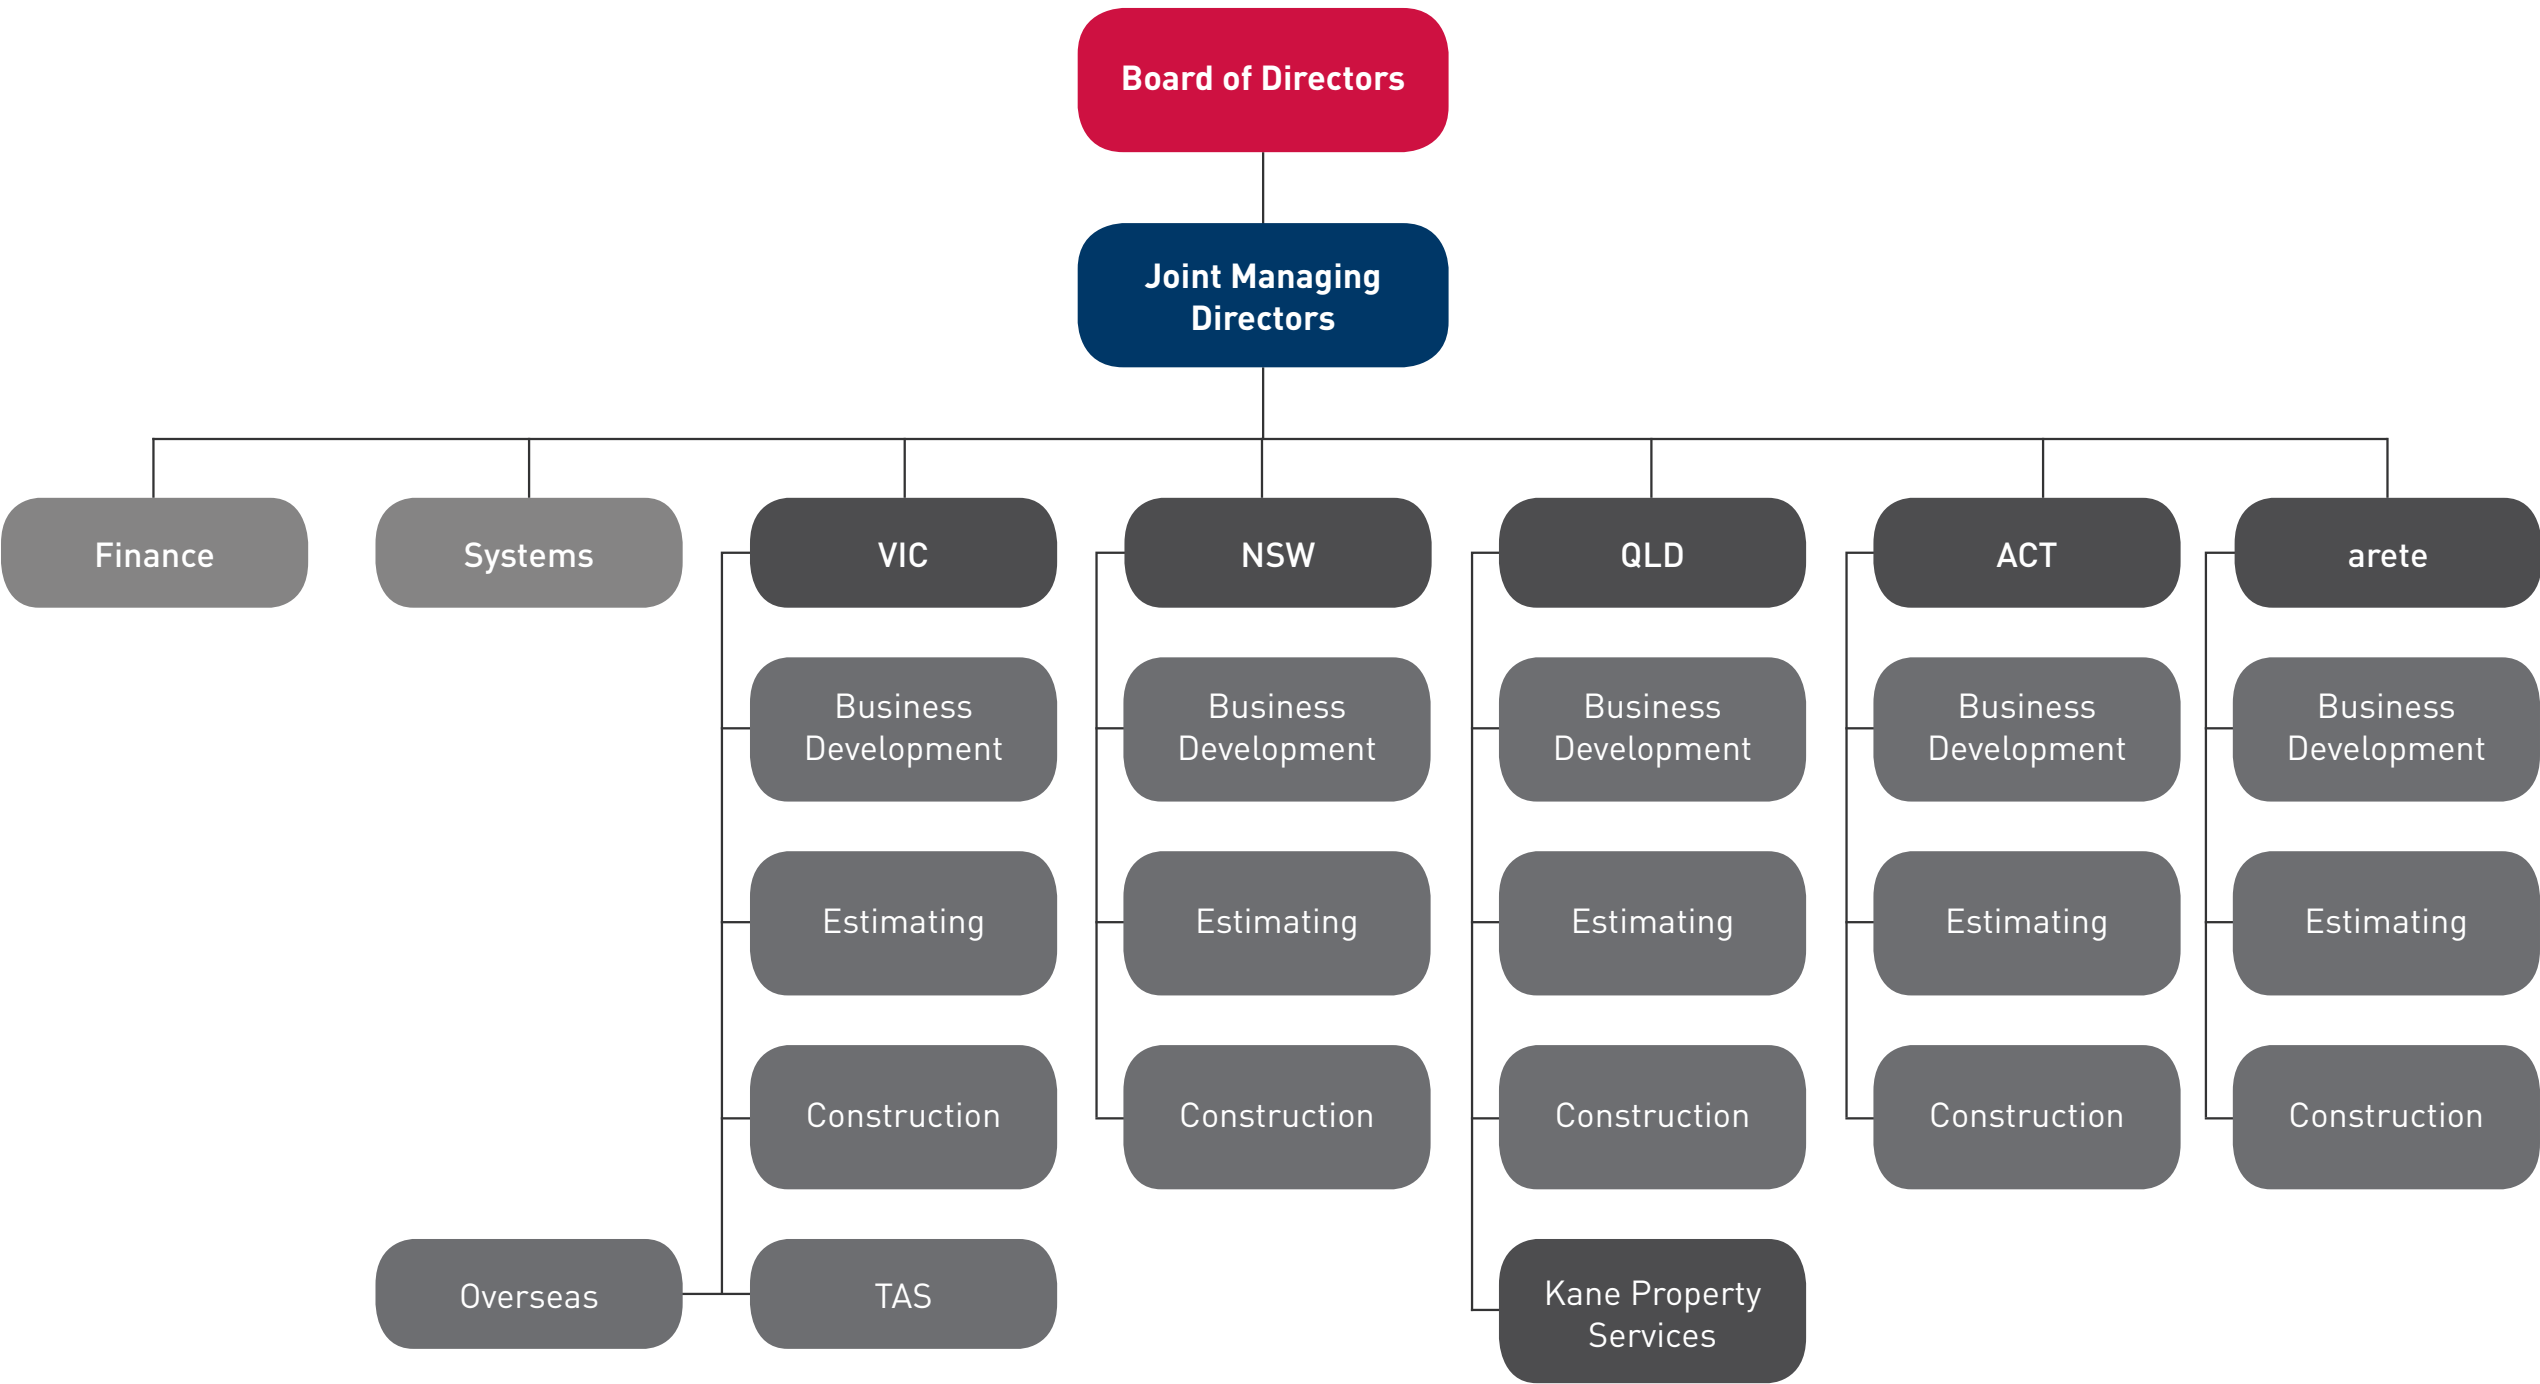 Board of Directors
Joint Managing
Directors
Finance
Systems
VIC
NSW
QLD
ACT
arete
Business
Development
Business
Development
Business
Development
Business
Development
Business
Development
Estimating
Estimating
Estimating
Estimating
Estimating
Construction
Construction
Construction
Construction
Construction
Overseas
TAS
Kane Property
Services